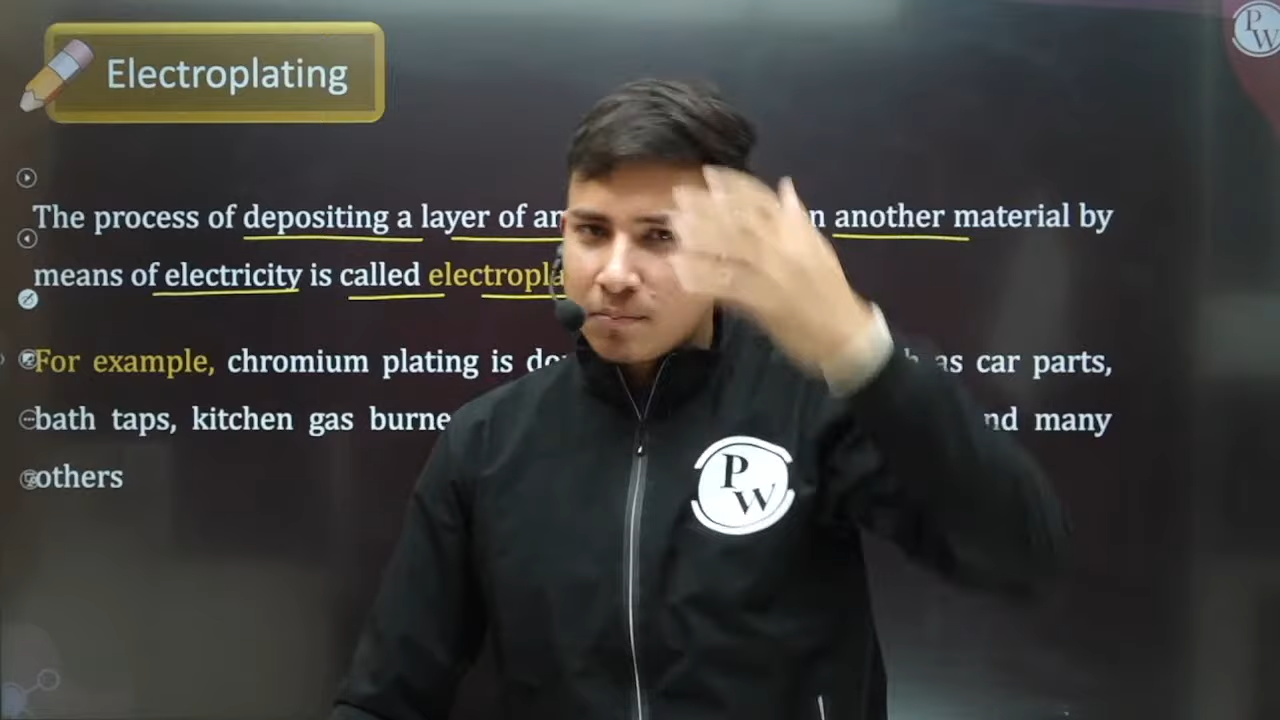 Electroplating
P
W
The process of depositing a layer of an another material by
means of electricity is called electropla
For example, chromium plating is do as car parts,
bath taps, kitchen gas burne nd many
others
P
W